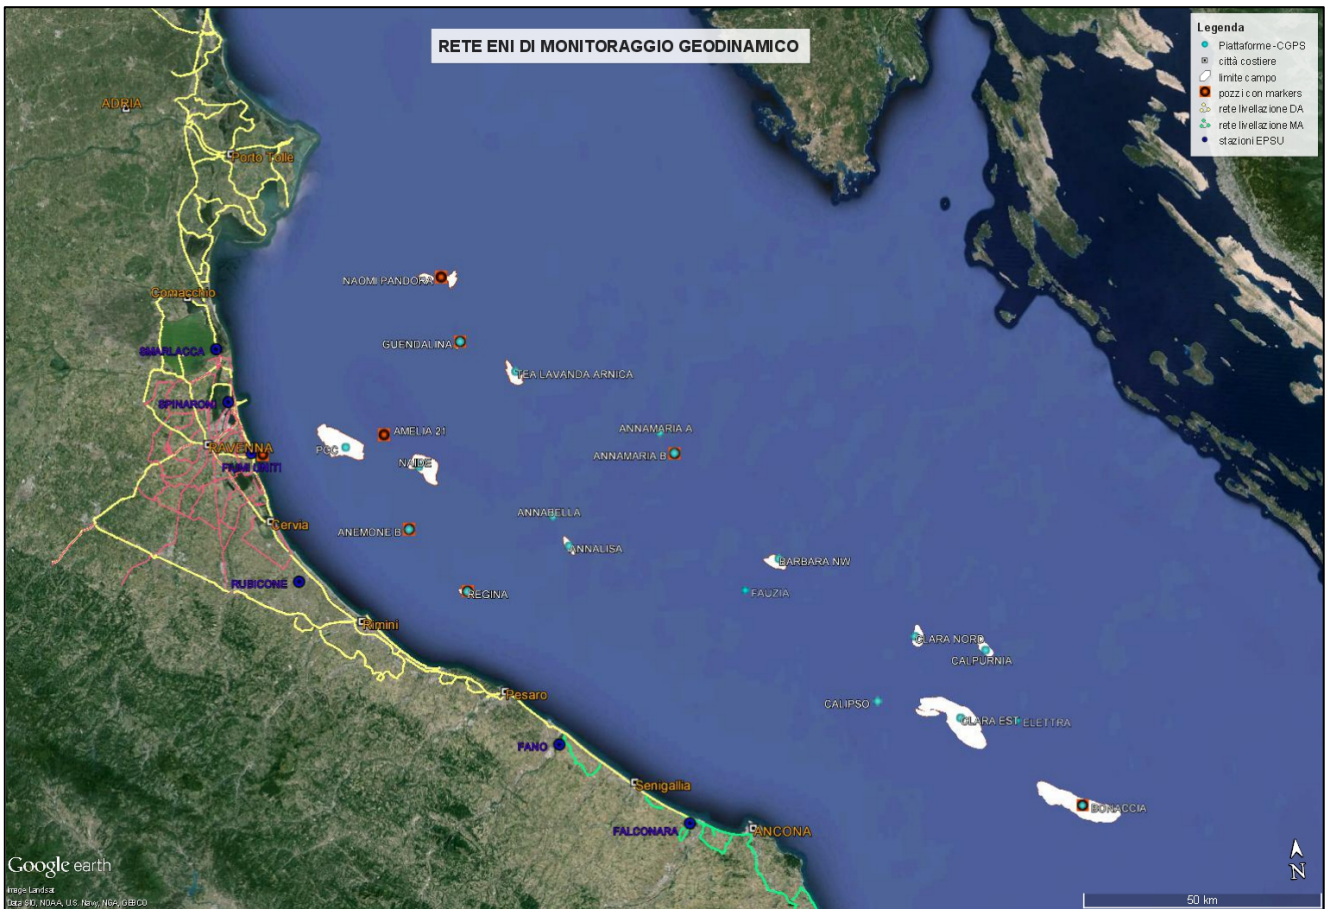 RETE ENI DI MONITORAGGIO GEODINAMICO
Legenda
Piattaforme -CGPS
città costiere
limite campo
pozzi con markers
rete livellazione DA
rete livellazione MA
stazioni EPSU
ADRIA
Porto Tolle
NAOMI PANDORA
Comacchio
GUENDALINA
SMARLACCA
TEA LAVANDA ARNICA
SPINARONI
AMELIA 21
ANNAMARIA A
RAVENNA
PCC
ANNAMARIA B
FIUMI UNITI
NAIDE
ANNABELLA
Cervia
ANEMONE B
ANNALISA
BARBARA NW
RUBICONE
REGINA
FAUZIA
Rimini
CLARA NORD
CALPURNIA
Pesaro
CALIPSO
CLARA EST
ELETTRA
FANO
Senigallia
BONACCIA
FALCONARA
ANCONA
Google earth
Image Landsat
Data SIO, NOAA, U.S. Navy, NGA, GEBCO
N
50 km